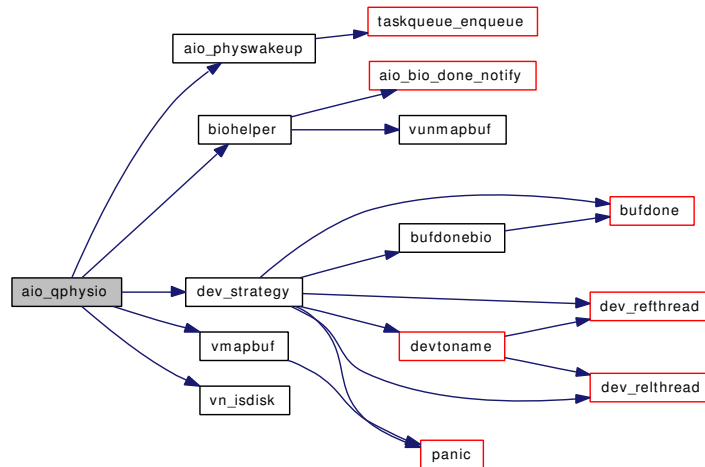 taskqueue_enqueue
aio_physwakeup
aio_bio_done_notify
biohelper
vunmapbuf
bufdone
bufdonebio
aio_qphysio
dev_strategy
dev_refthread
vmapbuf
devtoname
dev_relthread
vn_isdisk
panic